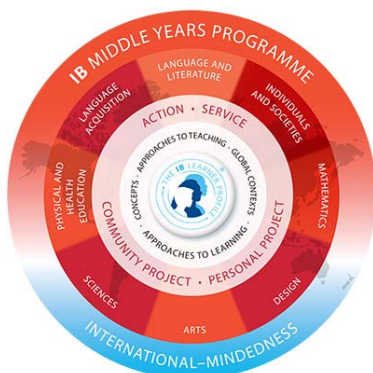 IB MIDDLE YEARS PROGRAMME
LANGUAGE AND
LITERATURE
INDIVIDUALS
AND SOCIETIES
MATHEMATICS
DESIGN
ARTS
SCIENCES
PHYSICAL AND
HEALTH
EDUCATION
LANGUAGE
ACQUISITION
ACTION • SERVICE
COMMUNITY PROJECT • PERSONAL PROJECT
APPROACHES TO TEACHING • GLOBAL CONTEXTS •
APPROACHES TO LEARNING •
CONCEPTS •
THE IB LEARNER PROFILE
INTERNATIONAL–MINDEDNESS